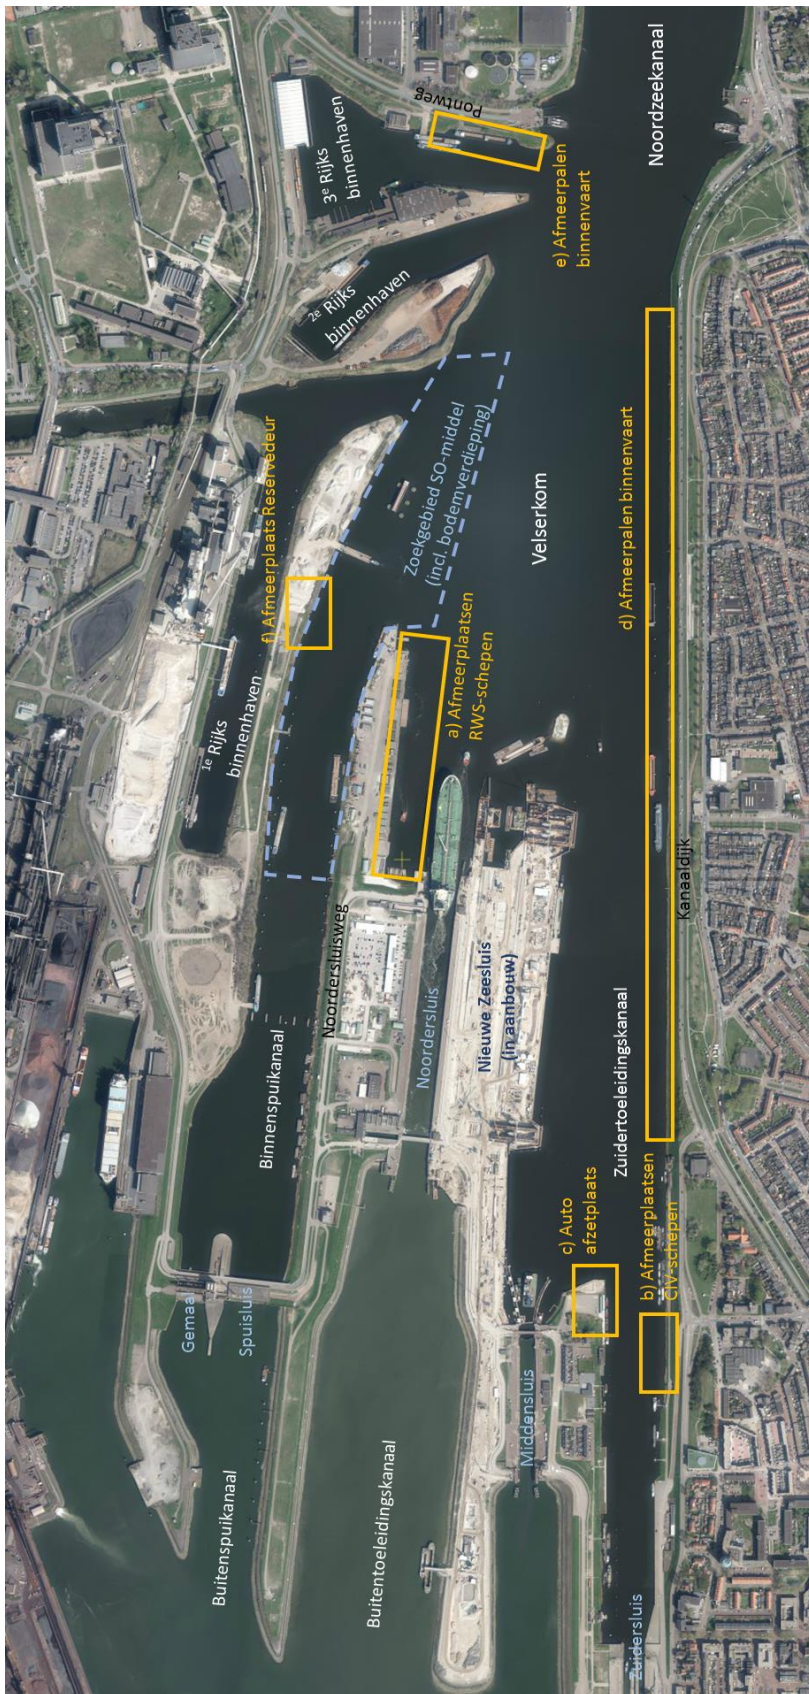 Pontweg
Noordzeekanaal
3e Rijks
binnenhaven
e) Afmeerpalen
binnenvaart
2e Rijks
binnenhaven
Zoekgebied SO-middel
(incl. bodemverdieping)
f) Afmeerplaats Reservedeur
Velserkom
d) Afmeerpalen binnenvaart
a) Afmeerplaatsen
RWS-schepen
1e Rijks
binnenhaven
Kanaaldijk
Noordersluisweg
Noordersluis
Nieuwe Zeesluis
(in aanbouw)
Binnenspuikanaal
Zuidertoeleidingskanaal
c) Auto
afzetplaats
b) Afmeerplaatsen
CIV-schepen
Gemaal
Spuisluis
Middensluis
Buitenspuikanaal
Buitentoeleidingskanaal
Zuidersluis